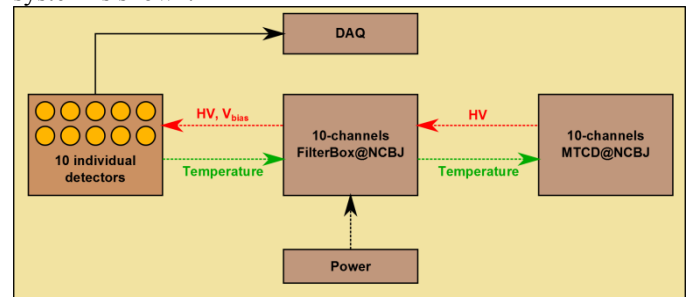 DAQ
HV, Vbias
HV
10 individual
detectors
10-channels
FilterBox@NCBJ
10-channels
MTCD@NCBJ
Temperature
Temperature
Power